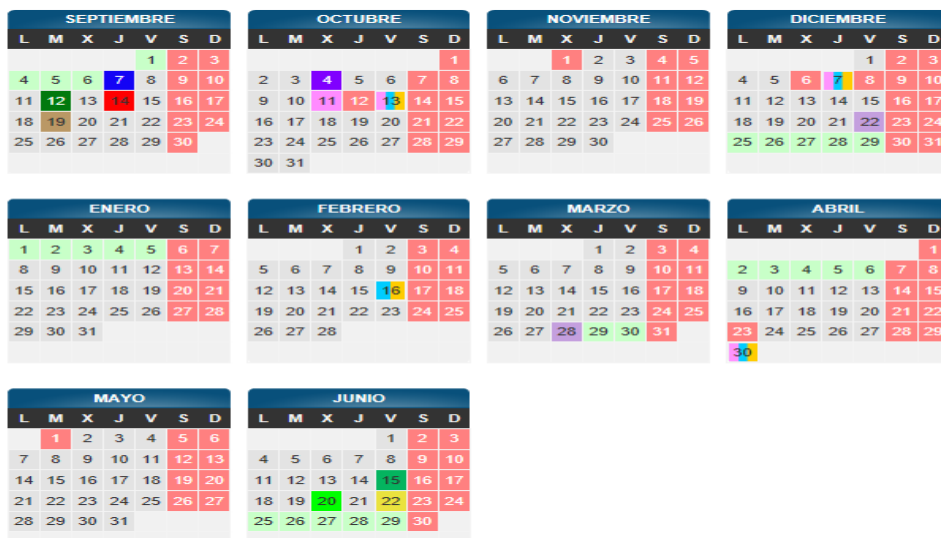 SEPTIEMBRE
L M X J V S D
1 2 3
4 5 6 7 8 9 10
11 12 13 14 15 16 17
18 19 20 21 22 23 24
25 26 27 28 29 30
OCTUBRE
L M X J V S D
1
2 3 4 5 6 7 8
9 10 11 12 13 14 15
16 17 18 19 20 21 22
23 24 25 26 27 28 29
30 31
NOVIEMBRE
L M X J V S D
1 2 3 4 5
6 7 8 9 10 11 12
13 14 15 16 17 18 19
20 21 22 23 24 25 26
27 28 29 30
DICIEMBRE
L M X J V S D
1 2 3
4 5 6 7 8 9 10
11 12 13 14 15 16 17
18 19 20 21 22 23 24
25 26 27 28 29 30 31
ENERO
L M X J V S D
1 2 3 4 5 6 7
8 9 10 11 12 13 14
15 16 17 18 19 20 21
22 23 24 25 26 27 28
29 30 31
FEBRERO
L M X J V S D
1 2 3 4
5 6 7 8 9 10 11
12 13 14 15 16 17 18
19 20 21 22 23 24 25
26 27 28
MARZO
L M X J V S D
1 2 3 4
5 6 7 8 9 10 11
12 13 14 15 16 17 18
19 20 21 22 23 24 25
26 27 28 29 30 31
ABRIL
L M X J V S D
1
2 3 4 5 6 7 8
9 10 11 12 13 14 15
16 17 18 19 20 21 22
23 24 25 26 27 28 29
30
MAYO
L M X J V S D
1 2 3 4 5 6
7 8 9 10 11 12 13
14 15 16 17 18 19 20
21 22 23 24 25 26 27
28 29 30 31
JUNIO
L M X J V S D
1 2 3
4 5 6 7 8 9 10
11 12 13 14 15 16 17
18 19 20 21 22 23 24
25 26 27 28 29 30